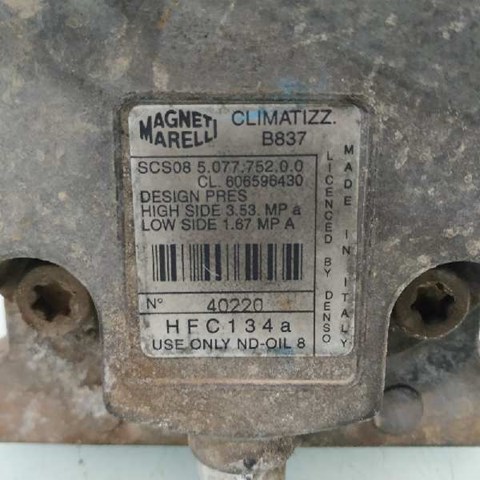 MAGNETI MARELLI
CLIMATIZZ.
B837
SCS08 5.077.752.0.0
CL. 606596430
DESIGN PRES
HIGH SIDE 3.53. MP a
LOW SIDE 1.67 MP A
N° 40220
HFC134a
USE ONLY ND-OIL 8
LICENCED BY DENSO
MADE IN ITALY